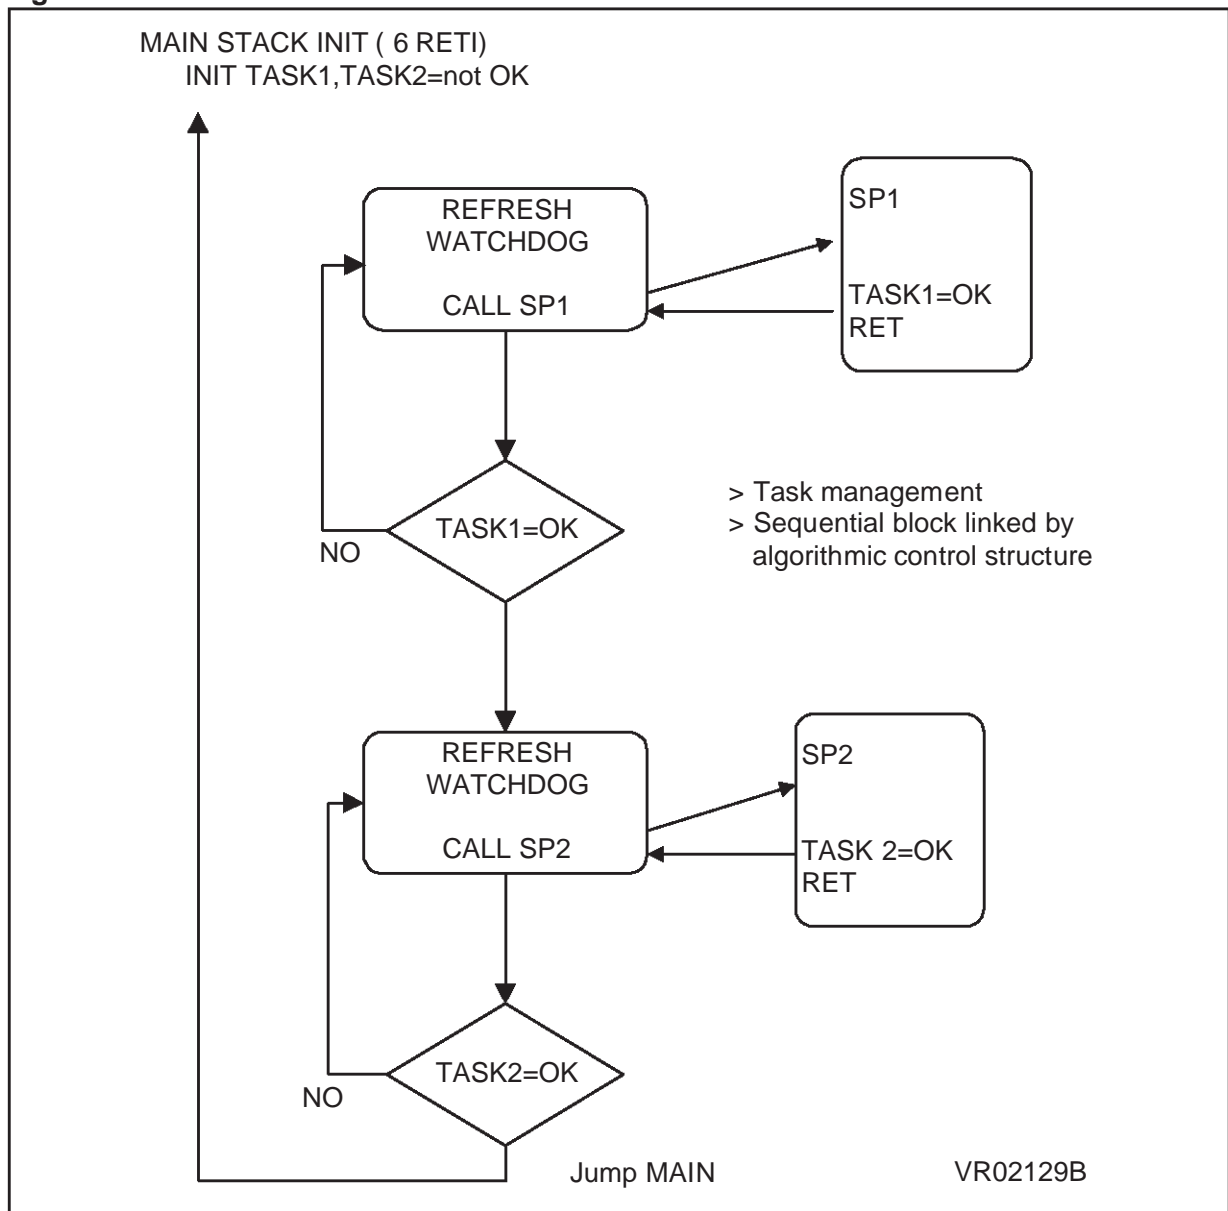 MAIN STACK INIT ( 6 RETI)
INIT TASK1,TASK2=not OK
REFRESH
WATCHDOG
CALL SP1
SP1
TASK1=OK
RET
TASK1=OK
NO
> Task management
> Sequential block linked by
algorithmic control structure
REFRESH
WATCHDOG
CALL SP2
SP2
TASK 2=OK
RET
TASK2=OK
NO
Jump MAIN
VR02129B